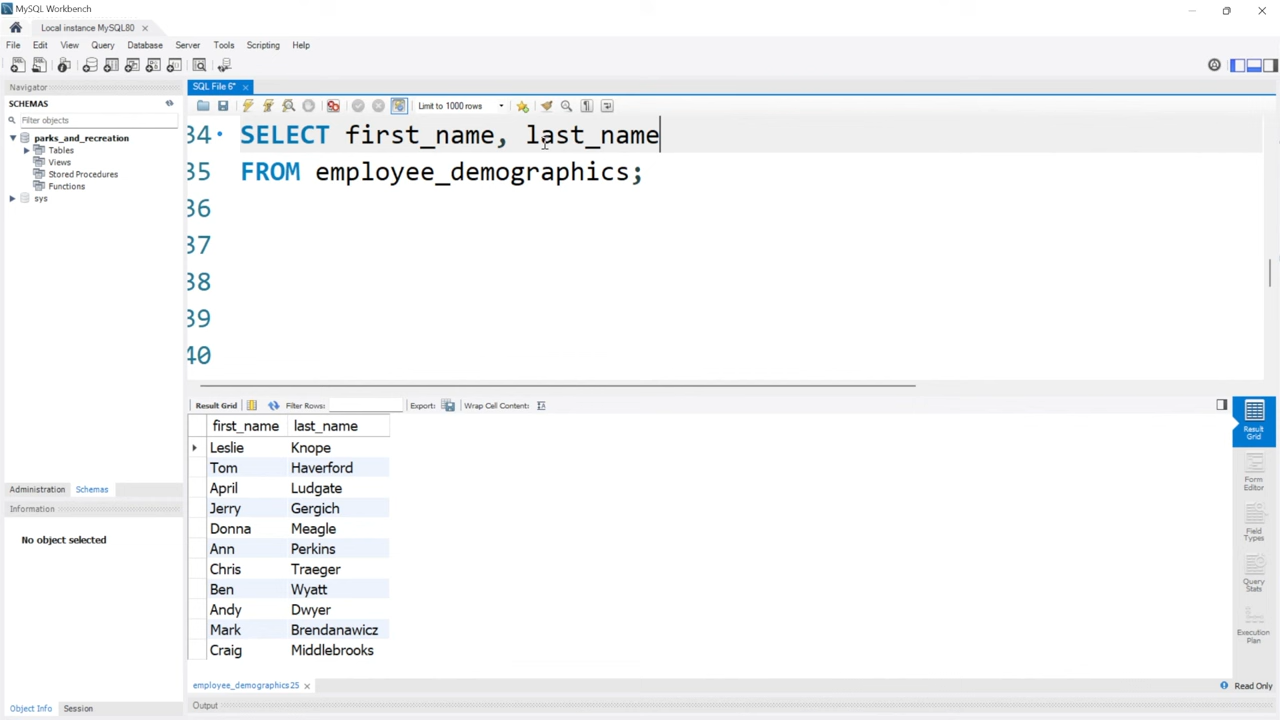 MySQL Workbench
Local instance MySQL80
File Edit View Query Database Server Tools Scripting Help
Navigator
SCHEMAS
Filter objects
parks_and_recreation
Tables
Views
Stored Procedures
Functions
sys
Administration Schemas
Information
No object selected
Object Info Session
SQL File 6*
Limit to 1000 rows
34 SELECT first_name, last_name
35 FROM employee_demographics;
36
37
38
39
40
Result Grid Filter Rows: Export: Wrap Cell Content:
first_name last_name
Leslie Knope
Tom Haverford
April Ludgate
Jerry Gergich
Donna Meagle
Ann Perkins
Chris Traeger
Ben Wyatt
Andy Dwyer
Mark Brendanawicz
Craig Middlebrooks
Result
Grid
Form
Editor
Field
Types
Query
Stats
Execution
Plan
employee_demographics 25
Read Only
Output